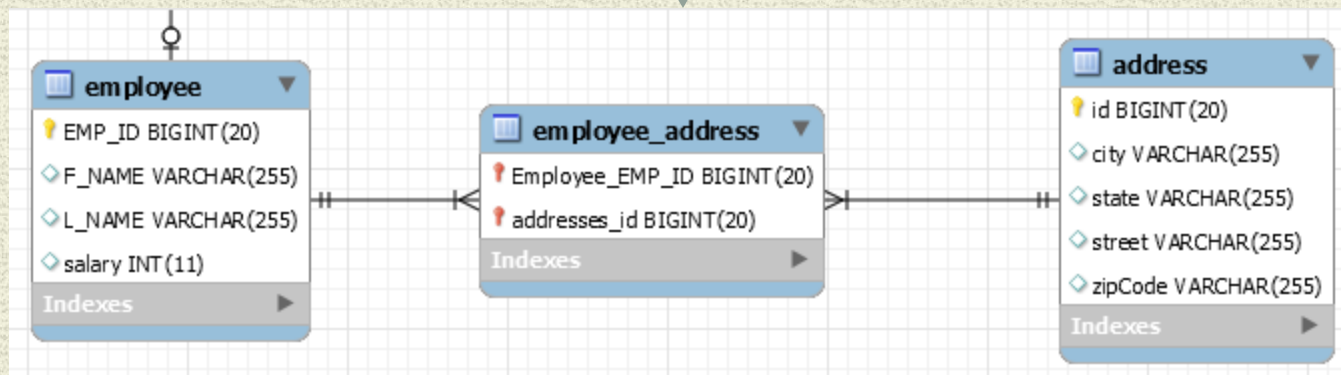 employee
EMP_ID BIGINT(20)
F_NAME VARCHAR(255)
L_NAME VARCHAR(255)
salary INT(11)
Indexes
employee_address
Employee_EMP_ID BIGINT(20)
addresses_id BIGINT(20)
Indexes
address
id BIGINT(20)
city VARCHAR(255)
state VARCHAR(255)
street VARCHAR(255)
zipCode VARCHAR(255)
Indexes